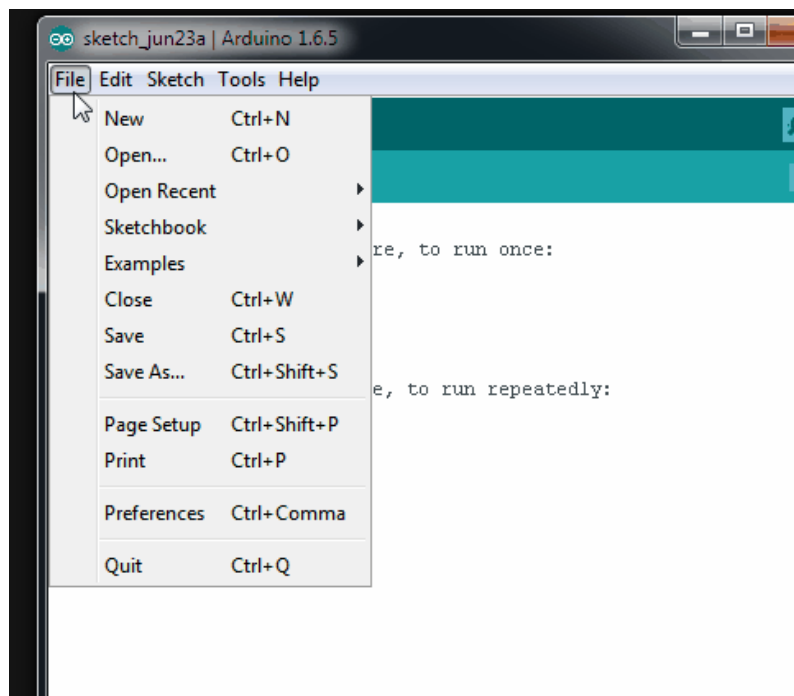 sketch_jun23a | Arduino 1.6.5
File Edit Sketch Tools Help
New Ctrl+N
Open... Ctrl+O
Open Recent
Sketchbook
re, to run once:
Examples
Close Ctrl+W
Save Ctrl+S
Save As... Ctrl+Shift+S
e, to run repeatedly:
Page Setup Ctrl+Shift+P
Print Ctrl+P
Preferences Ctrl+Comma
Quit Ctrl+Q